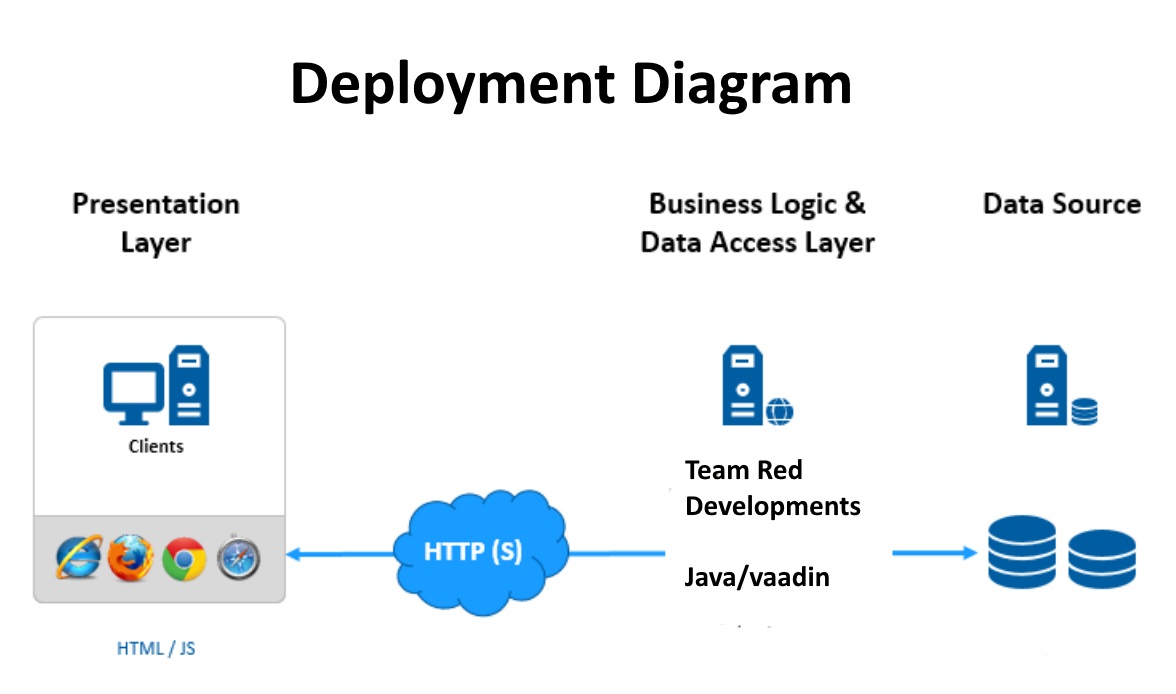 Deployment Diagram
Presentation
Layer
Business Logic &
Data Access Layer
Data Source
Clients
Team Red
Developments
HTTP (S)
Java/vaadin
HTML / JS